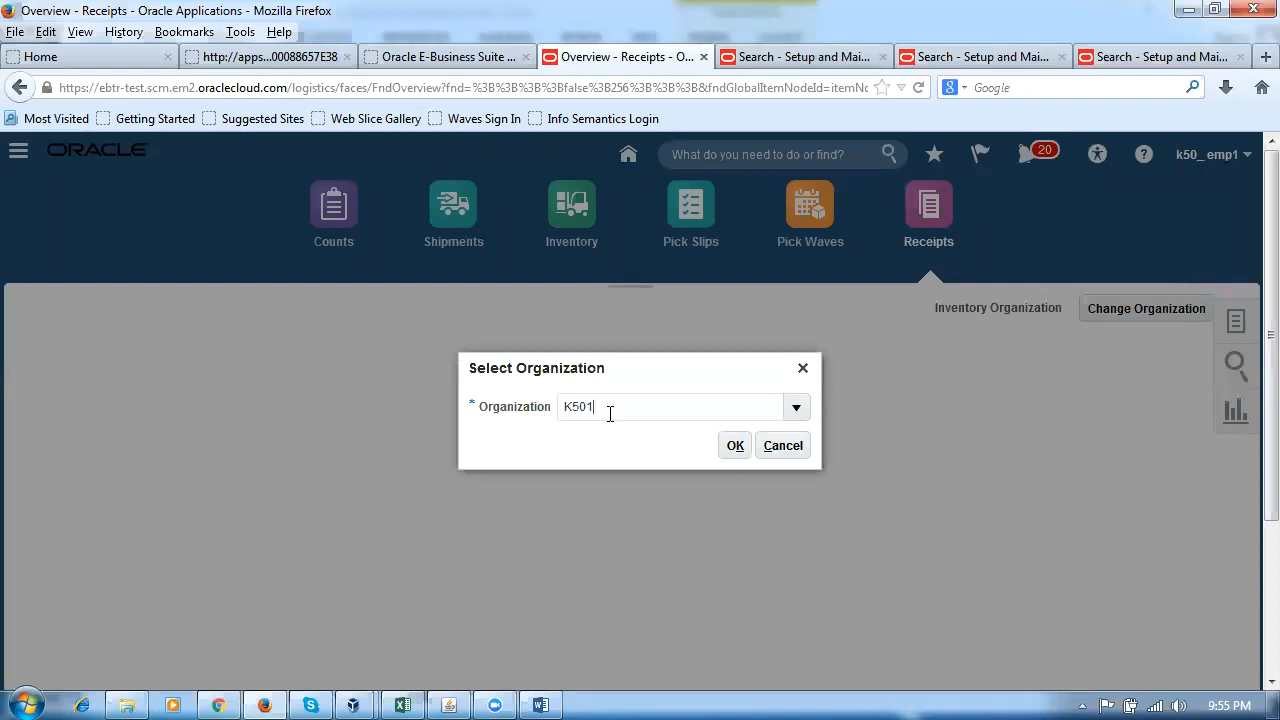 Overview - Receipts - Oracle Applications - Mozilla Firefox
File Edit View History Bookmarks Tools Help
Home
http://apps....00088657E38
Oracle E-Business Suite ...
Overview - Receipts - O...
Search - Setup and Mai...
Search - Setup and Mai...
Search - Setup and Mai...
https://ebtr-test.scm.em2.oraclecloud.com/logistics/faces/FndOverview?fnd=%3B%3B%3B%3Bfalse%3B256%3B%3B%3B&fndGlobalItemNodeId=itemNo
Google
Most Visited
Getting Started
Suggested Sites
Web Slice Gallery
Waves Sign In
Info Semantics Login
ORACLE
What do you need to do or find?
20
k50_emp1
Counts
Shipments
Inventory
Pick Slips
Pick Waves
Receipts
Inventory Organization
Change Organization
Select Organization
* Organization
K501
OK
Cancel
9:55 PM